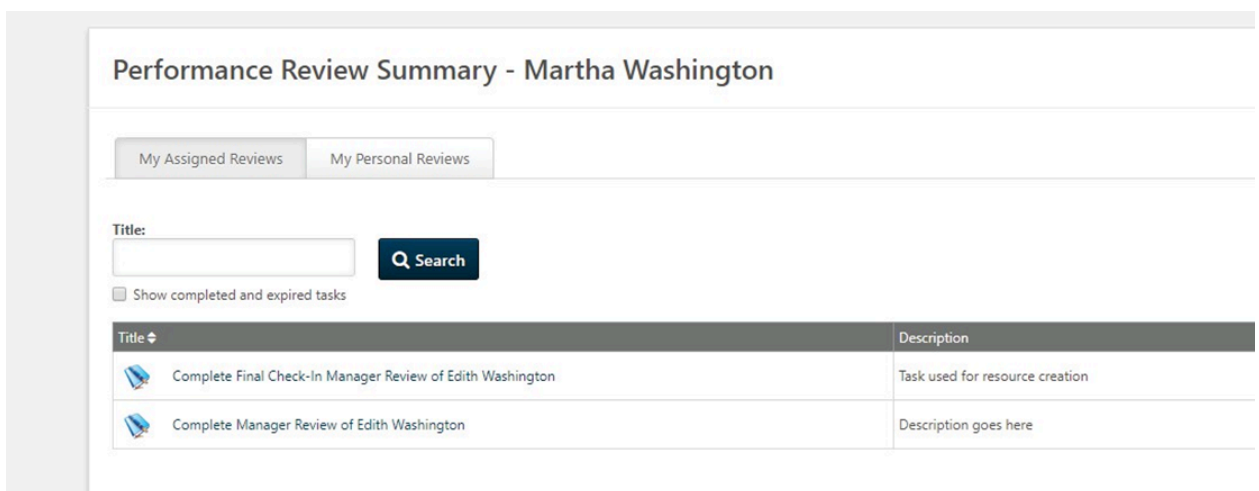 Performance Review Summary - Martha Washington
My Assigned Reviews My Personal Reviews
Title:
Search
Show completed and expired tasks
Title Description
Complete Final Check-In Manager Review of Edith Washington Task used for resource creation
Complete Manager Review of Edith Washington Description goes here